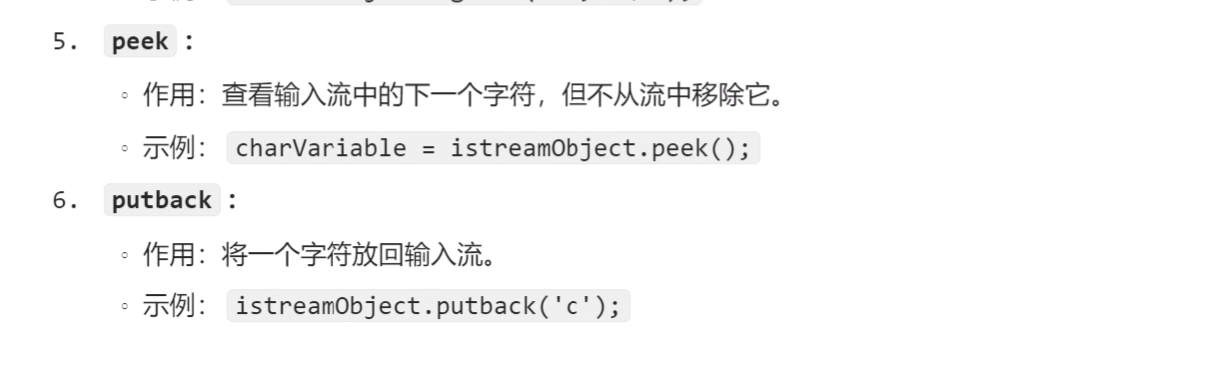 5. peek：
◦ 作用：查看输入流中的下一个字符，但不从流中移除它。
◦ 示例： charVariable = istreamObject.peek();
6. putback：
◦ 作用：将一个字符放回输入流。
◦ 示例： istreamObject.putback('c');